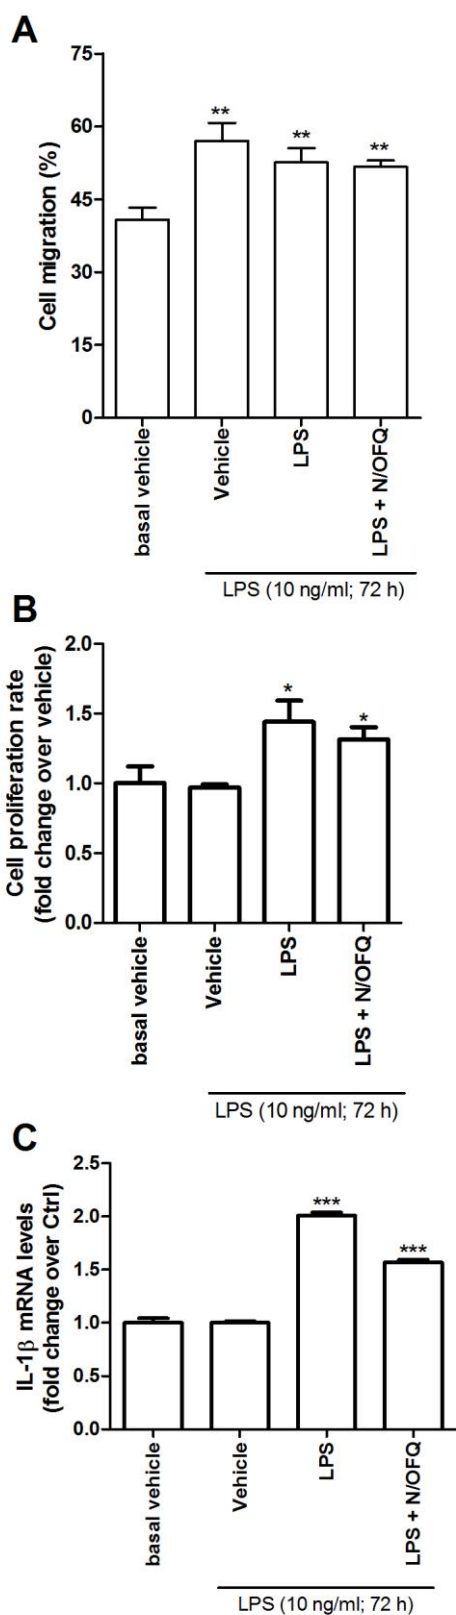 A
75
60
45
30
15
0
Cell migration (%)
** ** **
basal vehicle
Vehicle
LPS
LPS + N/OFQ
LPS (10 ng/ml; 72 h)
B
2.0
1.5
1.0
0.5
0.0
Cell proliferation rate
(fold change over vehicle)
* *
basal vehicle
Vehicle
LPS
LPS + N/OFQ
LPS (10 ng/ml; 72 h)
C
2.5
2.0
1.5
1.0
0.5
0.0
IL-1β mRNA levels
(fold change over Ctrl)
*** ***
basal vehicle
Vehicle
LPS
LPS + N/OFQ
LPS (10 ng/ml; 72 h)